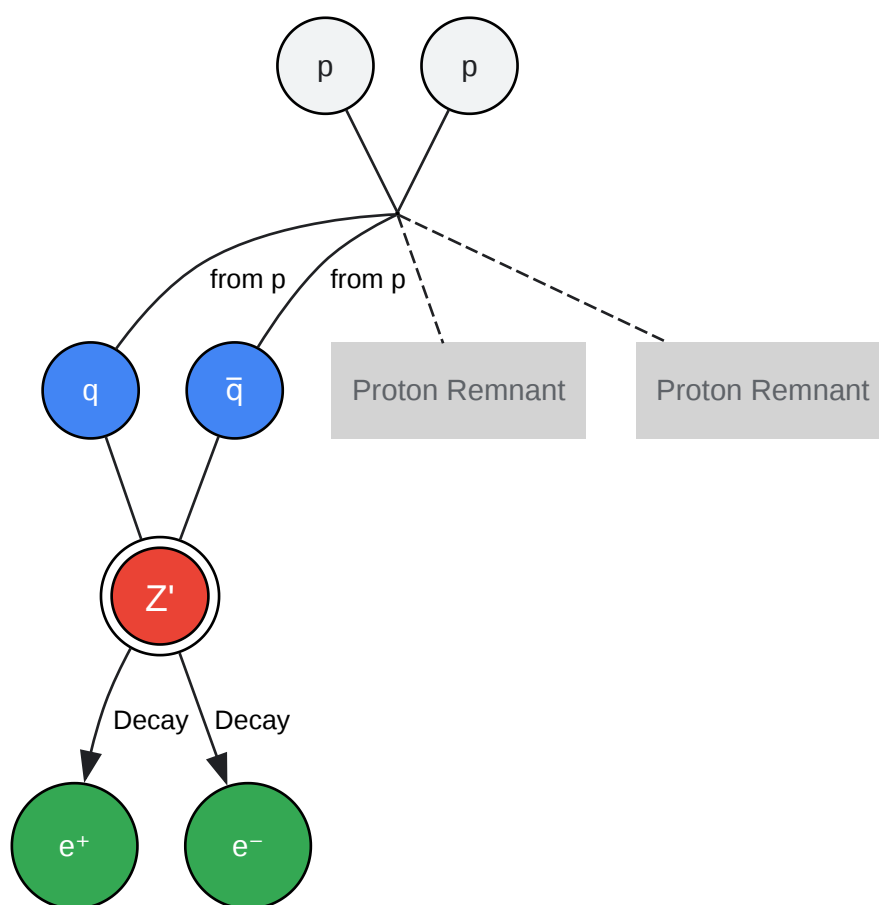 p
p
from p
from p
q
q̄
Proton Remnant
Proton Remnant
Z'
Decay
Decay
e⁺
e⁻